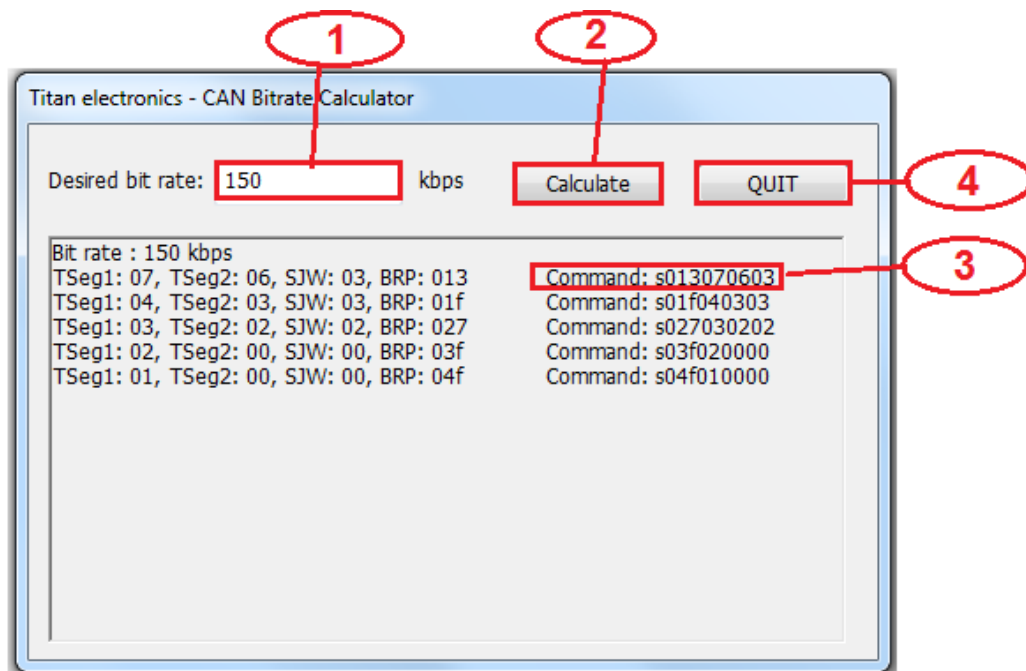 1
2
Titan electronics - CAN Bitrate Calculator
Desired bit rate: 150 kbps Calculate QUIT
4
Bit rate : 150 kbps
TSeg1: 07, TSeg2: 06, SJW: 03, BRP: 013 Command: s013070603
3
TSeg1: 04, TSeg2: 03, SJW: 03, BRP: 01f Command: s01f040303
TSeg1: 03, TSeg2: 02, SJW: 02, BRP: 027 Command: s027030202
TSeg1: 02, TSeg2: 00, SJW: 00, BRP: 03f Command: s03f020000
TSeg1: 01, TSeg2: 00, SJW: 00, BRP: 04f Command: s04f010000